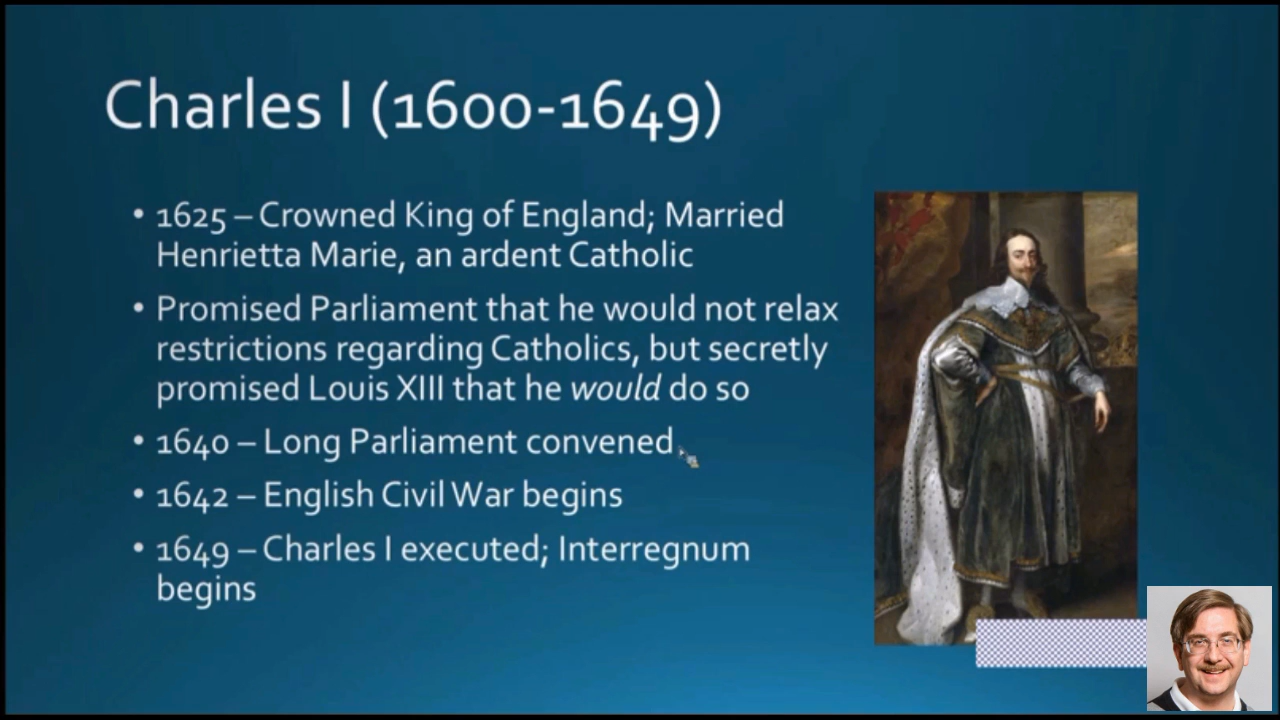 Charles I (1600-1649)
• 1625 – Crowned King of England; Married
Henrietta Marie, an ardent Catholic
• Promised Parliament that he would not relax
restrictions regarding Catholics, but secretly
promised Louis XIII that he would do so
• 1640 – Long Parliament convened
• 1642 – English Civil War begins
• 1649 – Charles I executed; Interregnum
begins